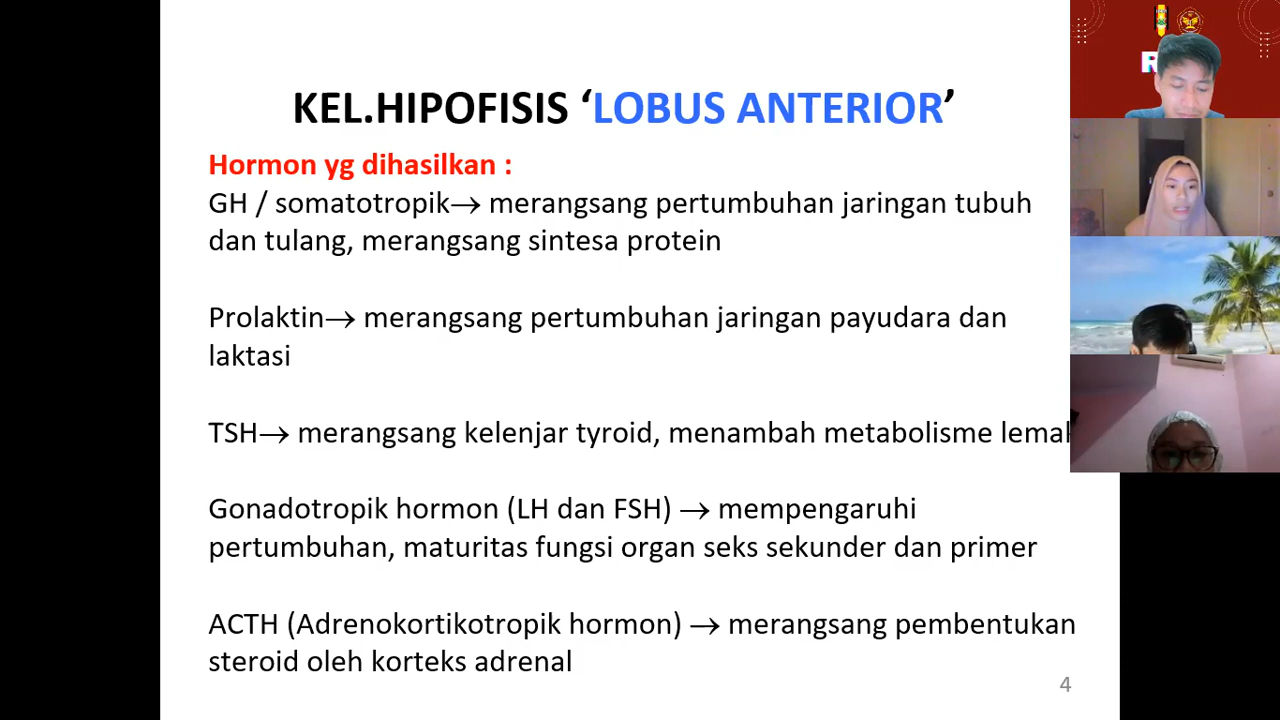 KEL.HIPOFISIS ‘LOBUS ANTERIOR’
Hormon yg dihasilkan :
GH / somatotropik→ merangsang pertumbuhan jaringan tubuh
dan tulang, merangsang sintesa protein
Prolaktin→ merangsang pertumbuhan jaringan payudara dan
laktasi
TSH→ merangsang kelenjar tyroid, menambah metabolisme
Gonadotropik hormon (LH dan FSH) → mempengaruhi
pertumbuhan, maturitas fungsi organ seks sekunder dan primer
ACTH (Adrenokortikotropik hormon) → merangsang pembentukan
steroid oleh korteks adrenal
4